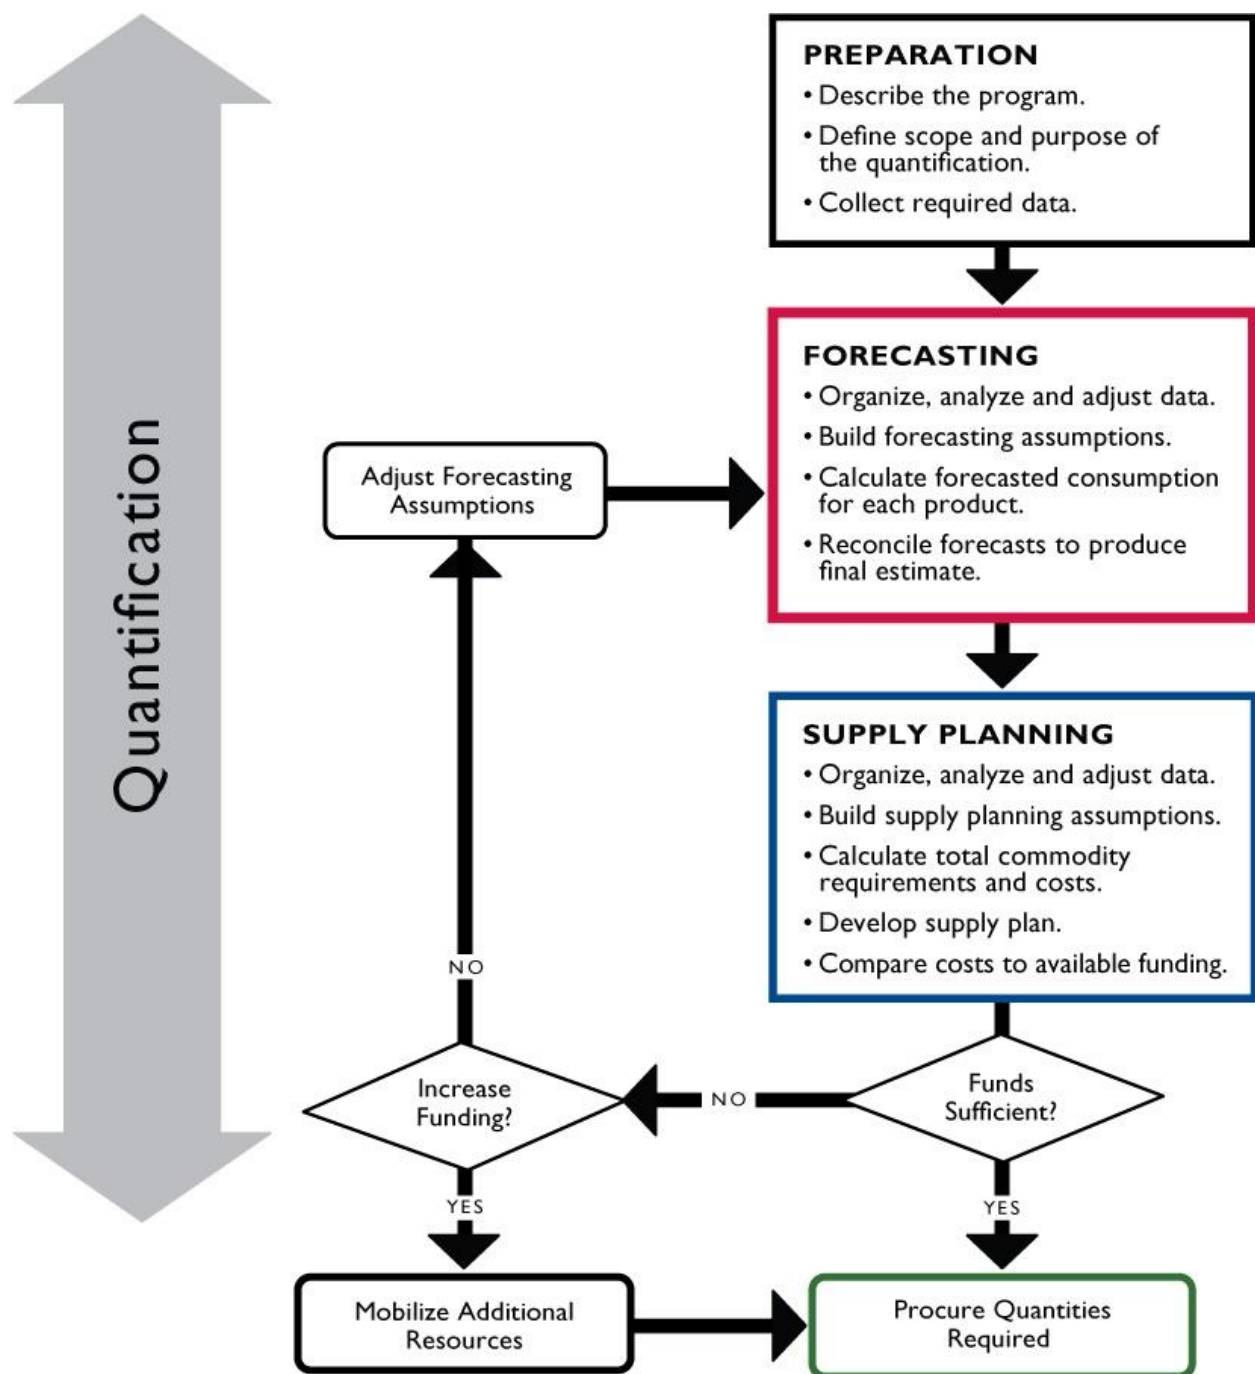 Quantification
PREPARATION
• Describe the program.
• Define scope and purpose of
the quantification.
• Collect required data.
FORECASTING
• Organize, analyze and adjust data.
• Build forecasting assumptions.
• Calculate forecasted consumption
for each product.
• Reconcile forecasts to produce
final estimate.
Adjust Forecasting
Assumptions
SUPPLY PLANNING
• Organize, analyze and adjust data.
• Build supply planning assumptions.
• Calculate total commodity
requirements and costs.
• Develop supply plan.
• Compare costs to available funding.
NO
Increase
Funding?
NO
Funds
Sufficient?
YES
YES
Mobilize Additional
Resources
Procure Quantities
Required